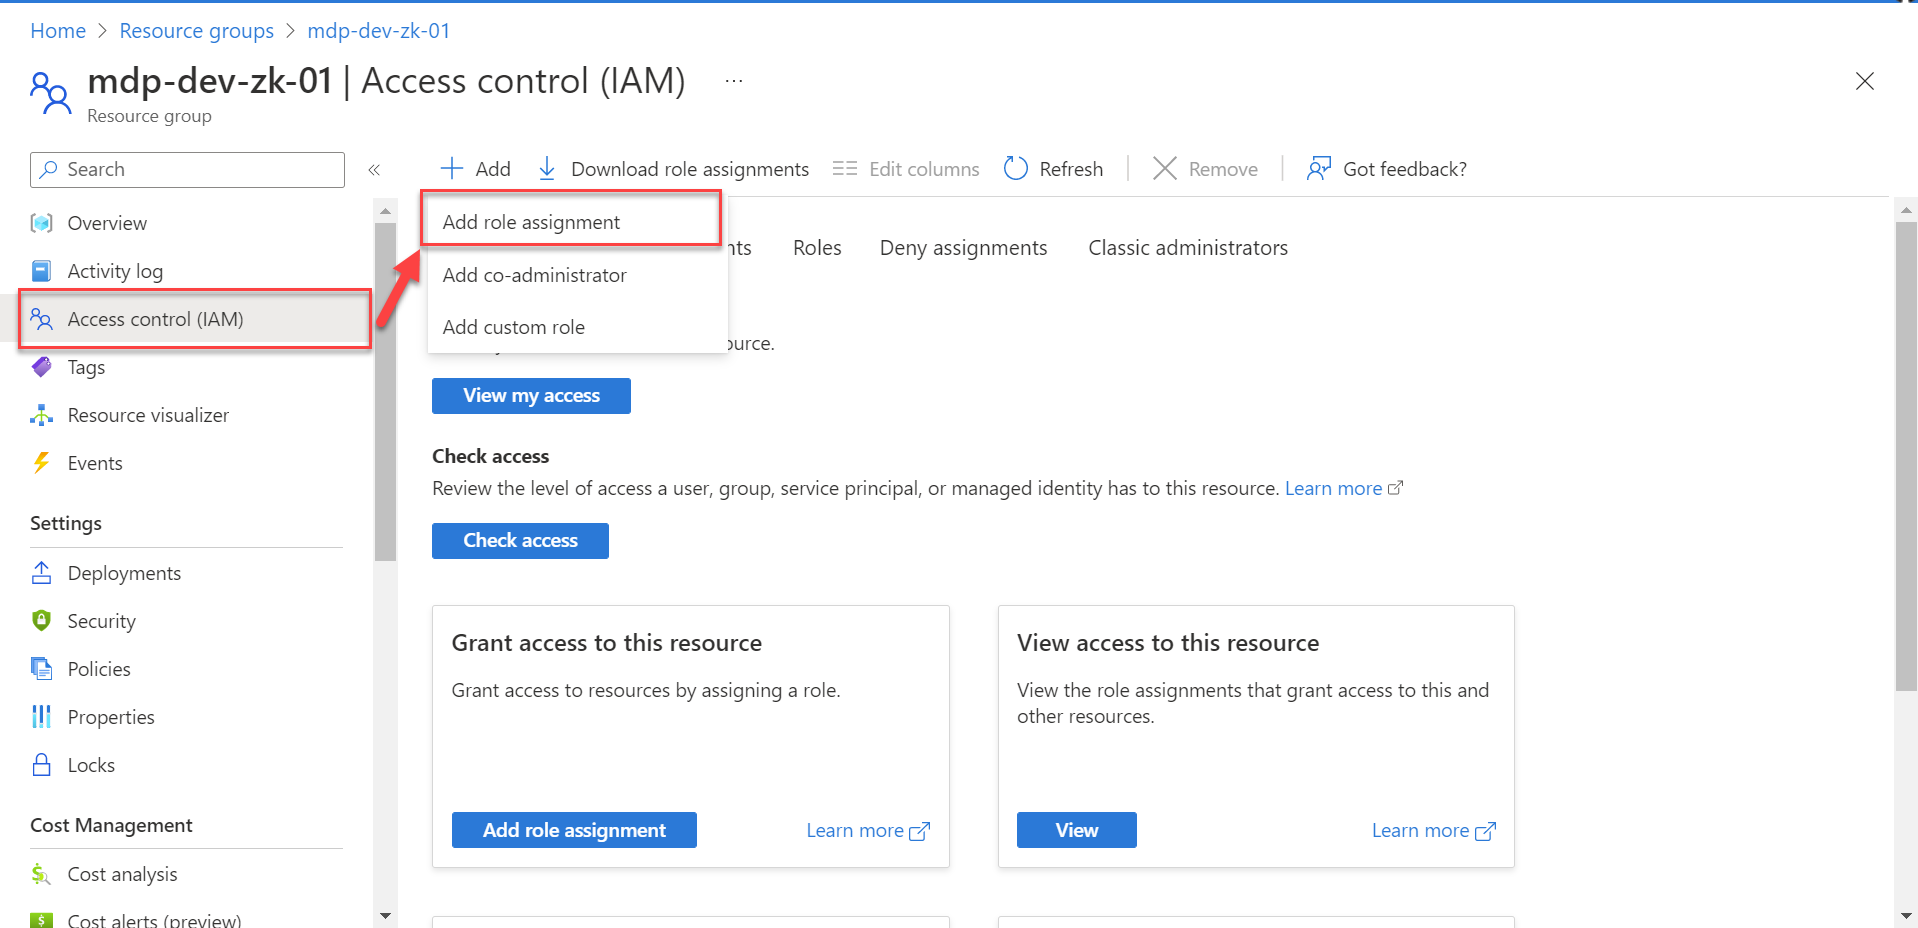 Home > Resource groups > mdp-dev-zk-01
mdp-dev-zk-01 | Access control (IAM) ...
Resource group
Search
«
Add
Download role assignments
Edit columns
Refresh
Remove
Got feedback?
Overview
Activity log
Access control (IAM)
Tags
Resource visualizer
Events
Settings
Deployments
Security
Policies
Properties
Locks
Cost Management
Cost analysis
Cost alerts (preview)
Add role assignment
Add co-administrator
Add custom role
Roles
Deny assignments
Classic administrators
View my access
Check access
Review the level of access a user, group, service principal, or managed identity has to this resource. Learn more
Check access
Grant access to this resource
Grant access to resources by assigning a role.
Add role assignment
Learn more
View access to this resource
View the role assignments that grant access to this and
other resources.
View
Learn more